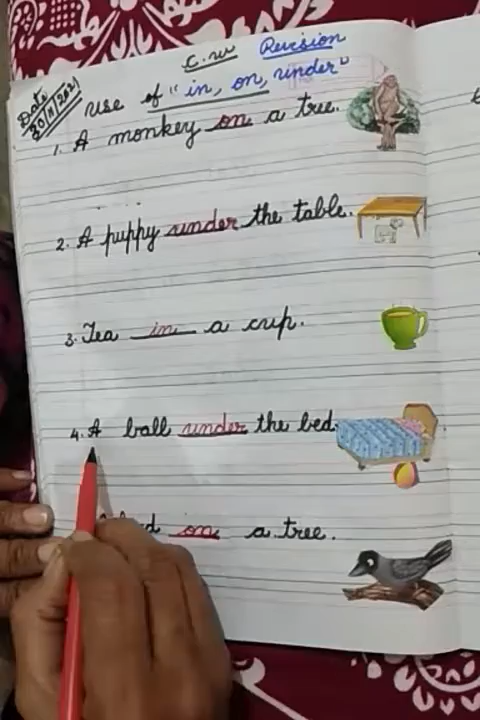 Date
30/11/2021
C.W Revision
use of "in, on, under"
1. A monkey on a tree.
2. A puppy under the table.
3. Tea in a cup.
4. A ball under the bed.
on a tree.